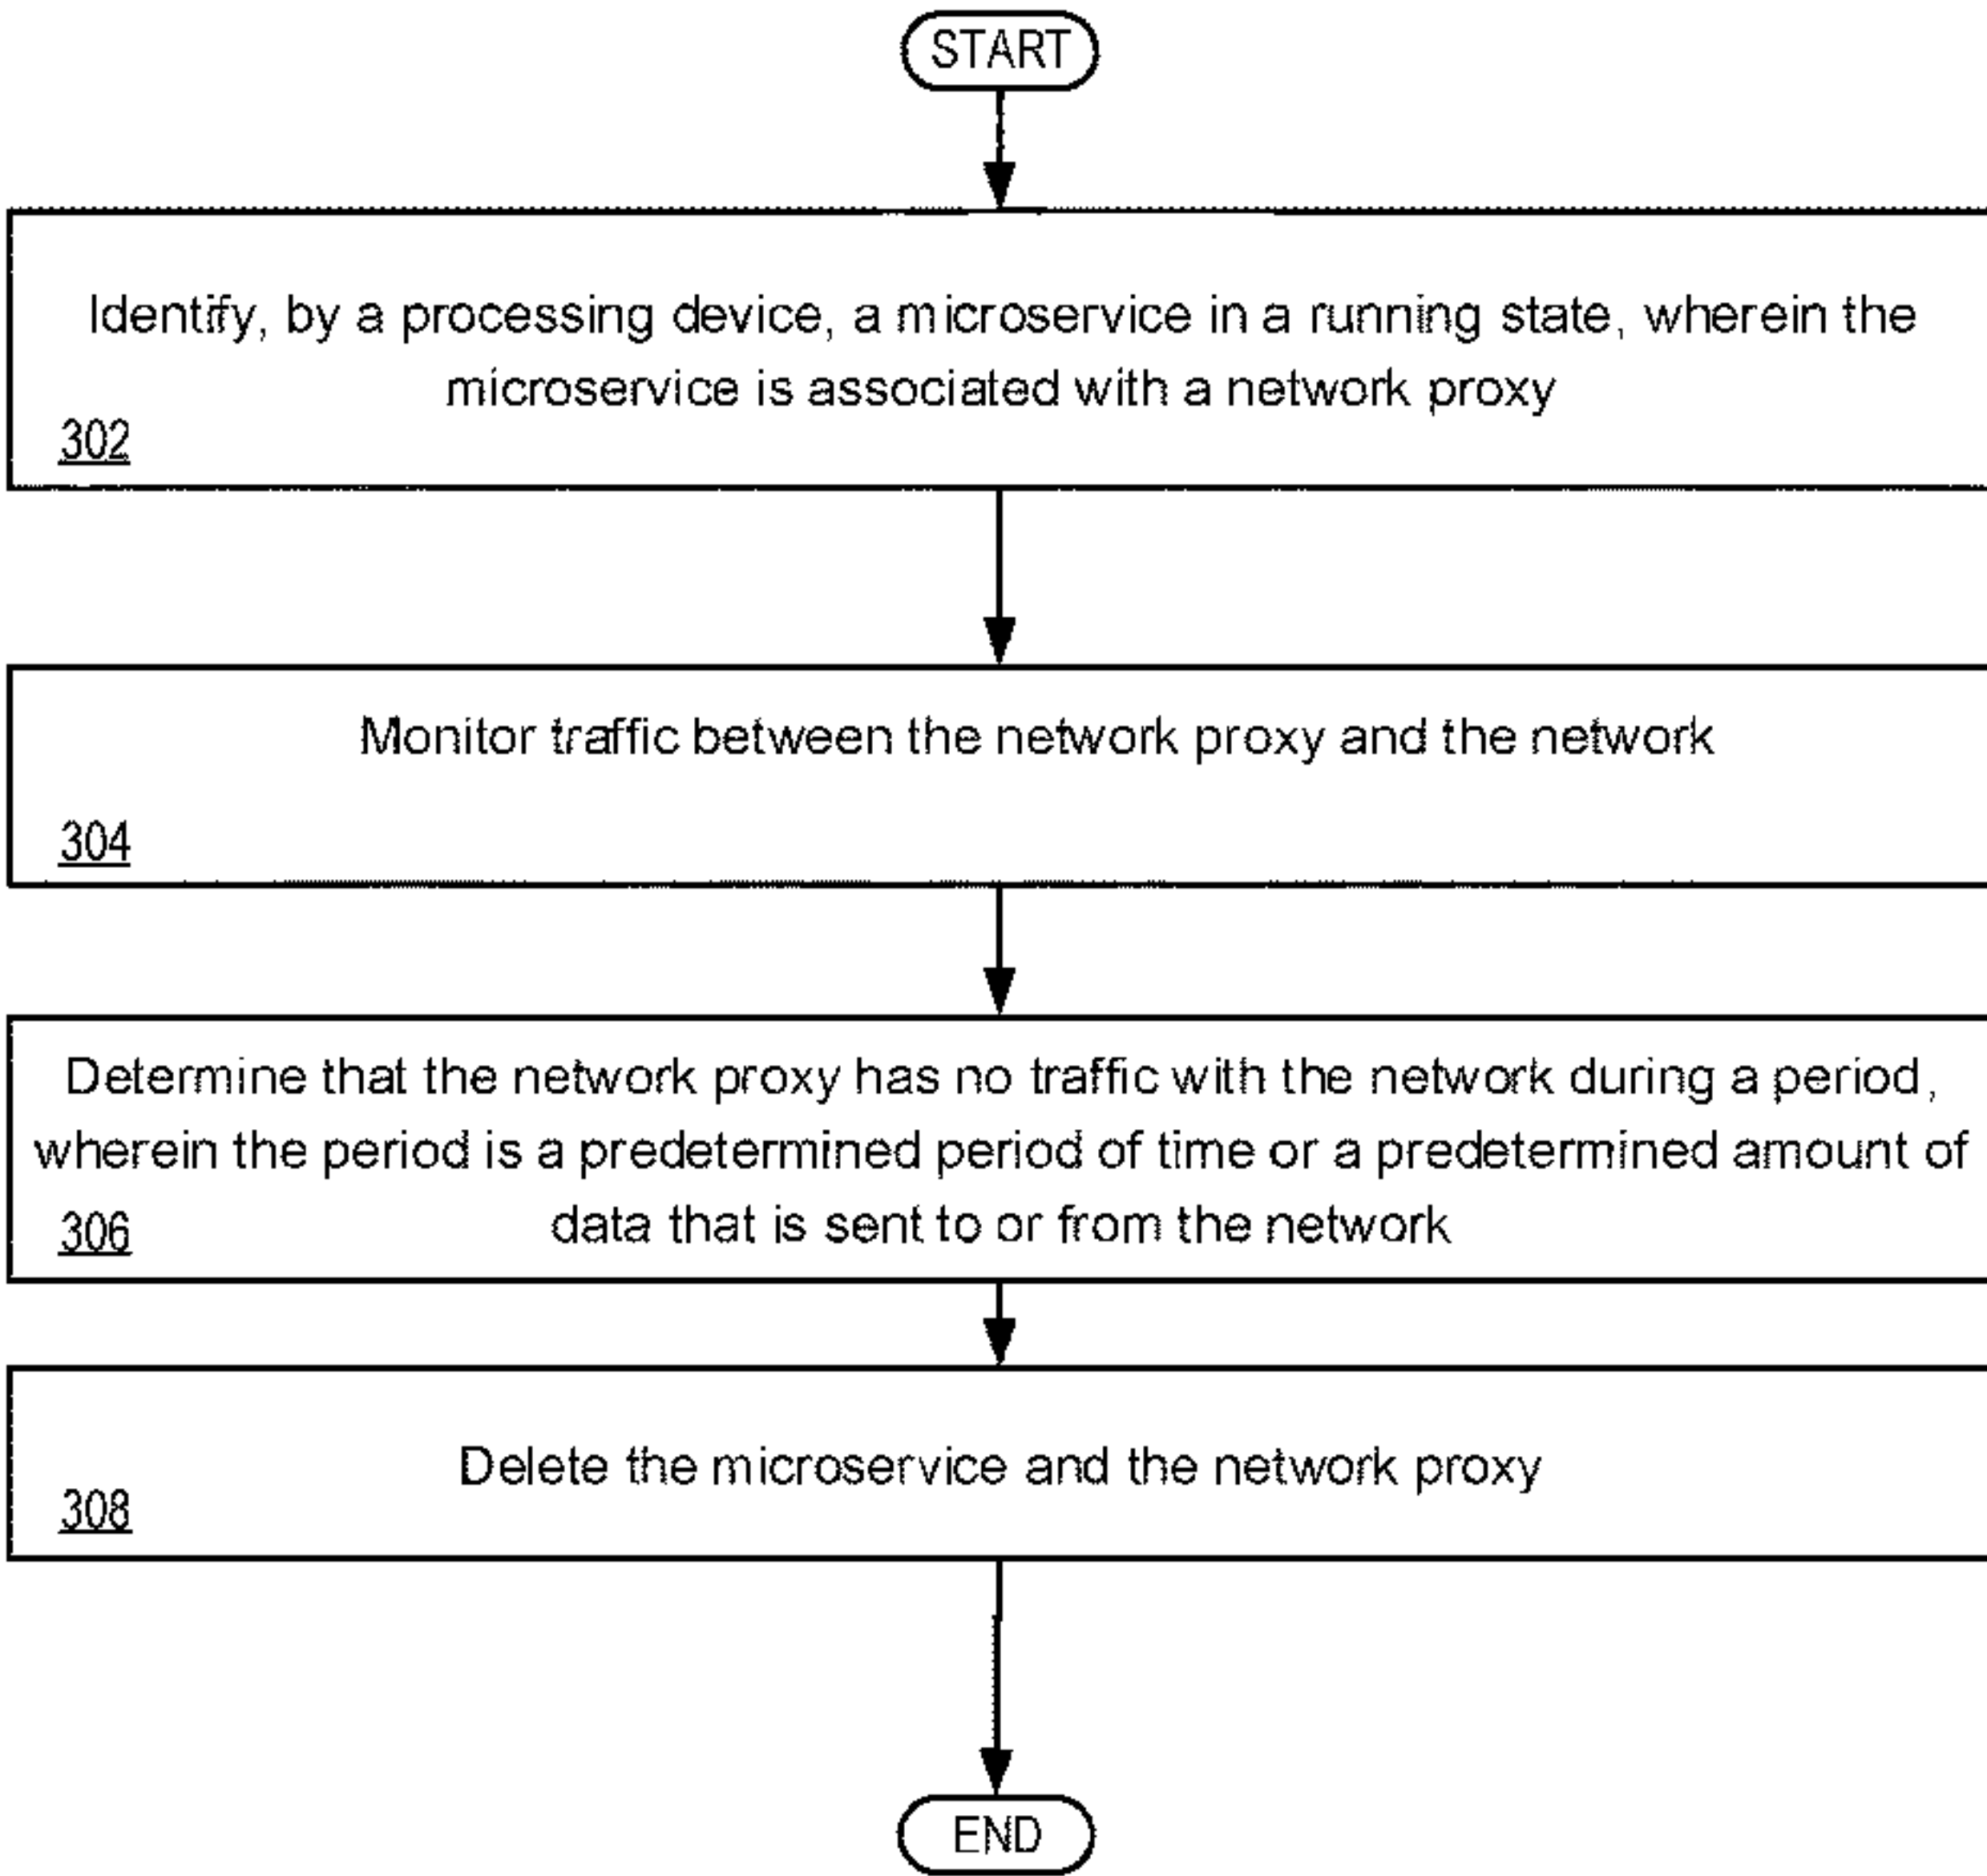 START
Identify, by a processing device, a microservice in a running state, wherein the
microservice is associated with a network proxy
302
Monitor traffic between the network proxy and the network
304
Determine that the network proxy has no traffic with the network during a period,
wherein the period is a predetermined period of time or a predetermined amount of
data that is sent to or from the network
306
Delete the microservice and the network proxy
308
END